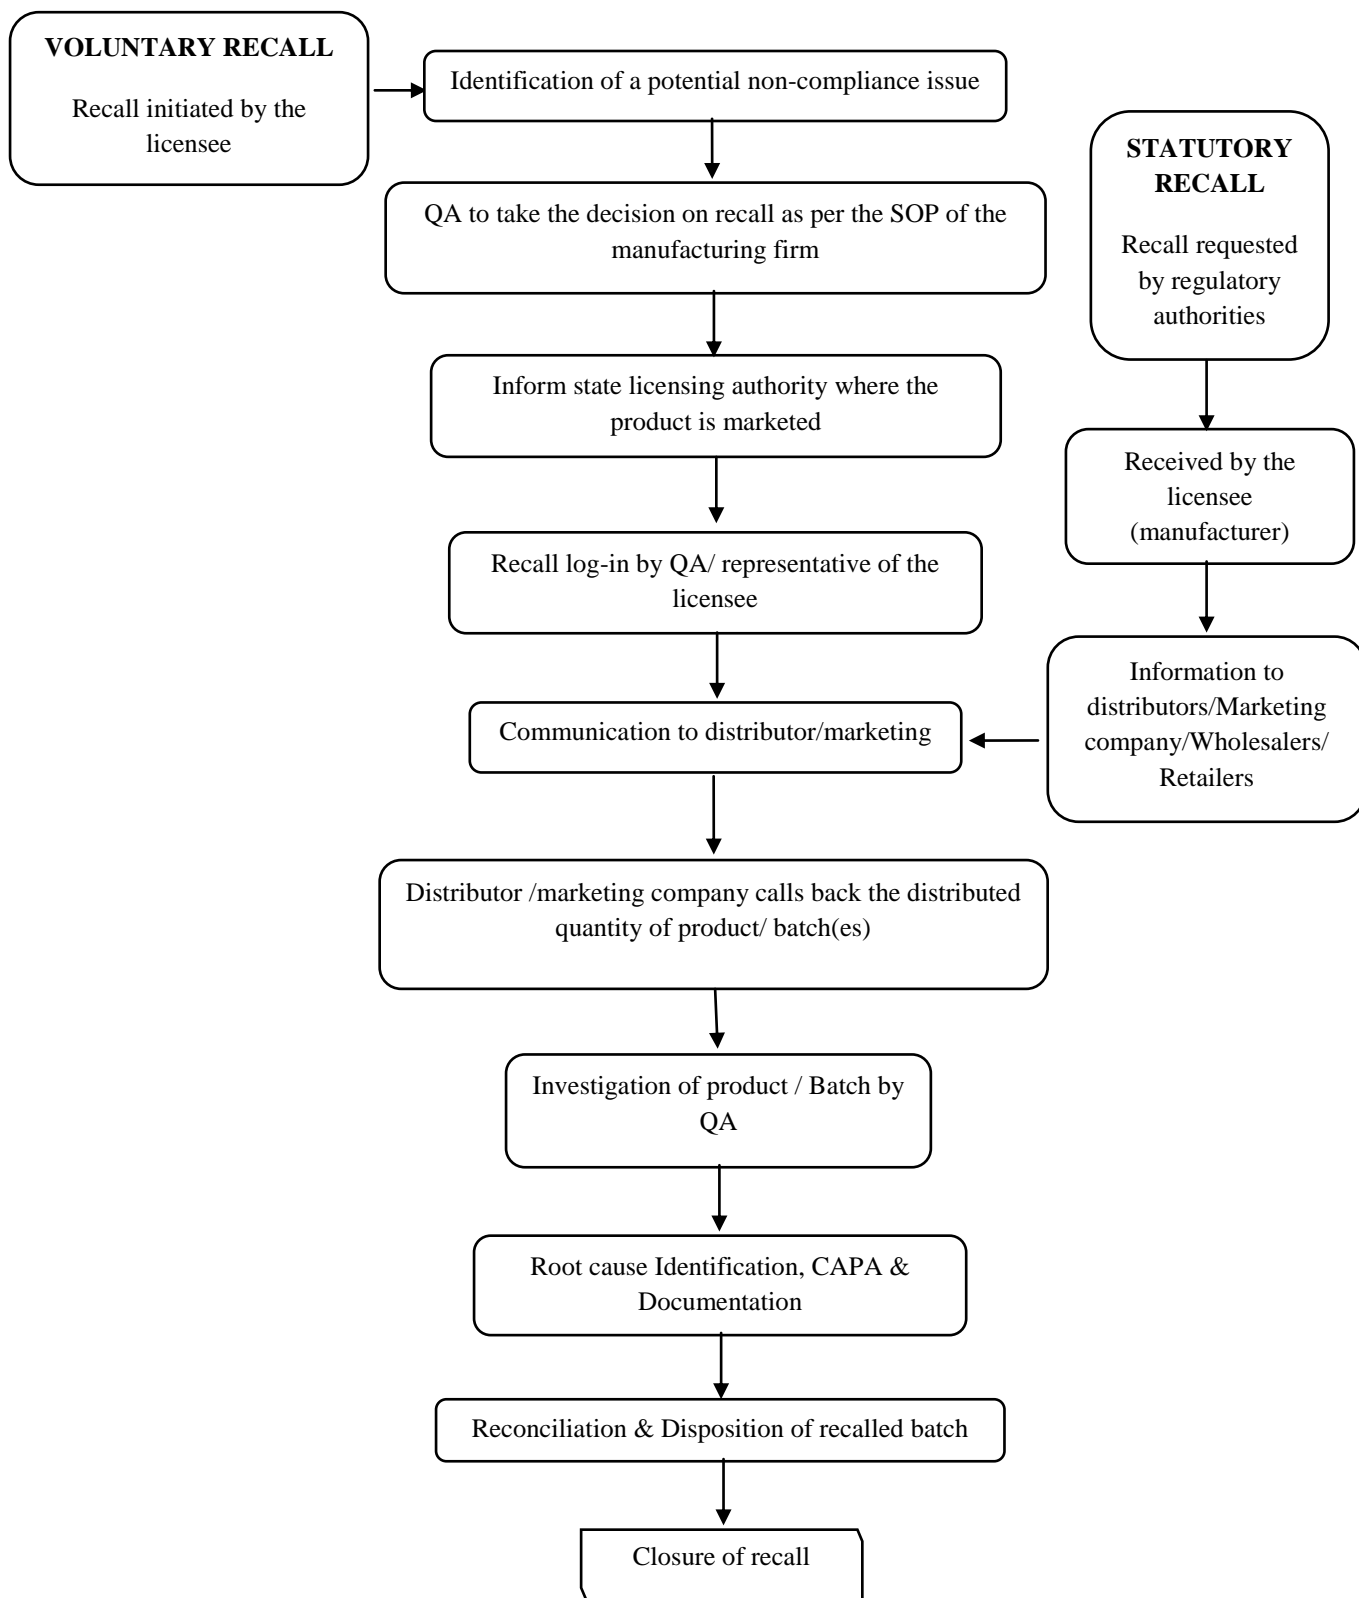 VOLUNTARY RECALL
Recall initiated by the
licensee
Identification of a potential non-compliance issue
QA to take the decision on recall as per the SOP of the
manufacturing firm
Inform state licensing authority where the
product is marketed
Recall log-in by QA/ representative of the
licensee
STATUTORY
RECALL
Recall requested
by regulatory
authorities
Received by the
licensee
(manufacturer)
Information to
distributors/Marketing
company/Wholesalers/
Retailers
Communication to distributor/marketing
Distributor /marketing company calls back the distributed
quantity of product/ batch(es)
Investigation of product / Batch by
QA
Root cause Identification, CAPA &
Documentation
Reconciliation & Disposition of recalled batch
Closure of recall